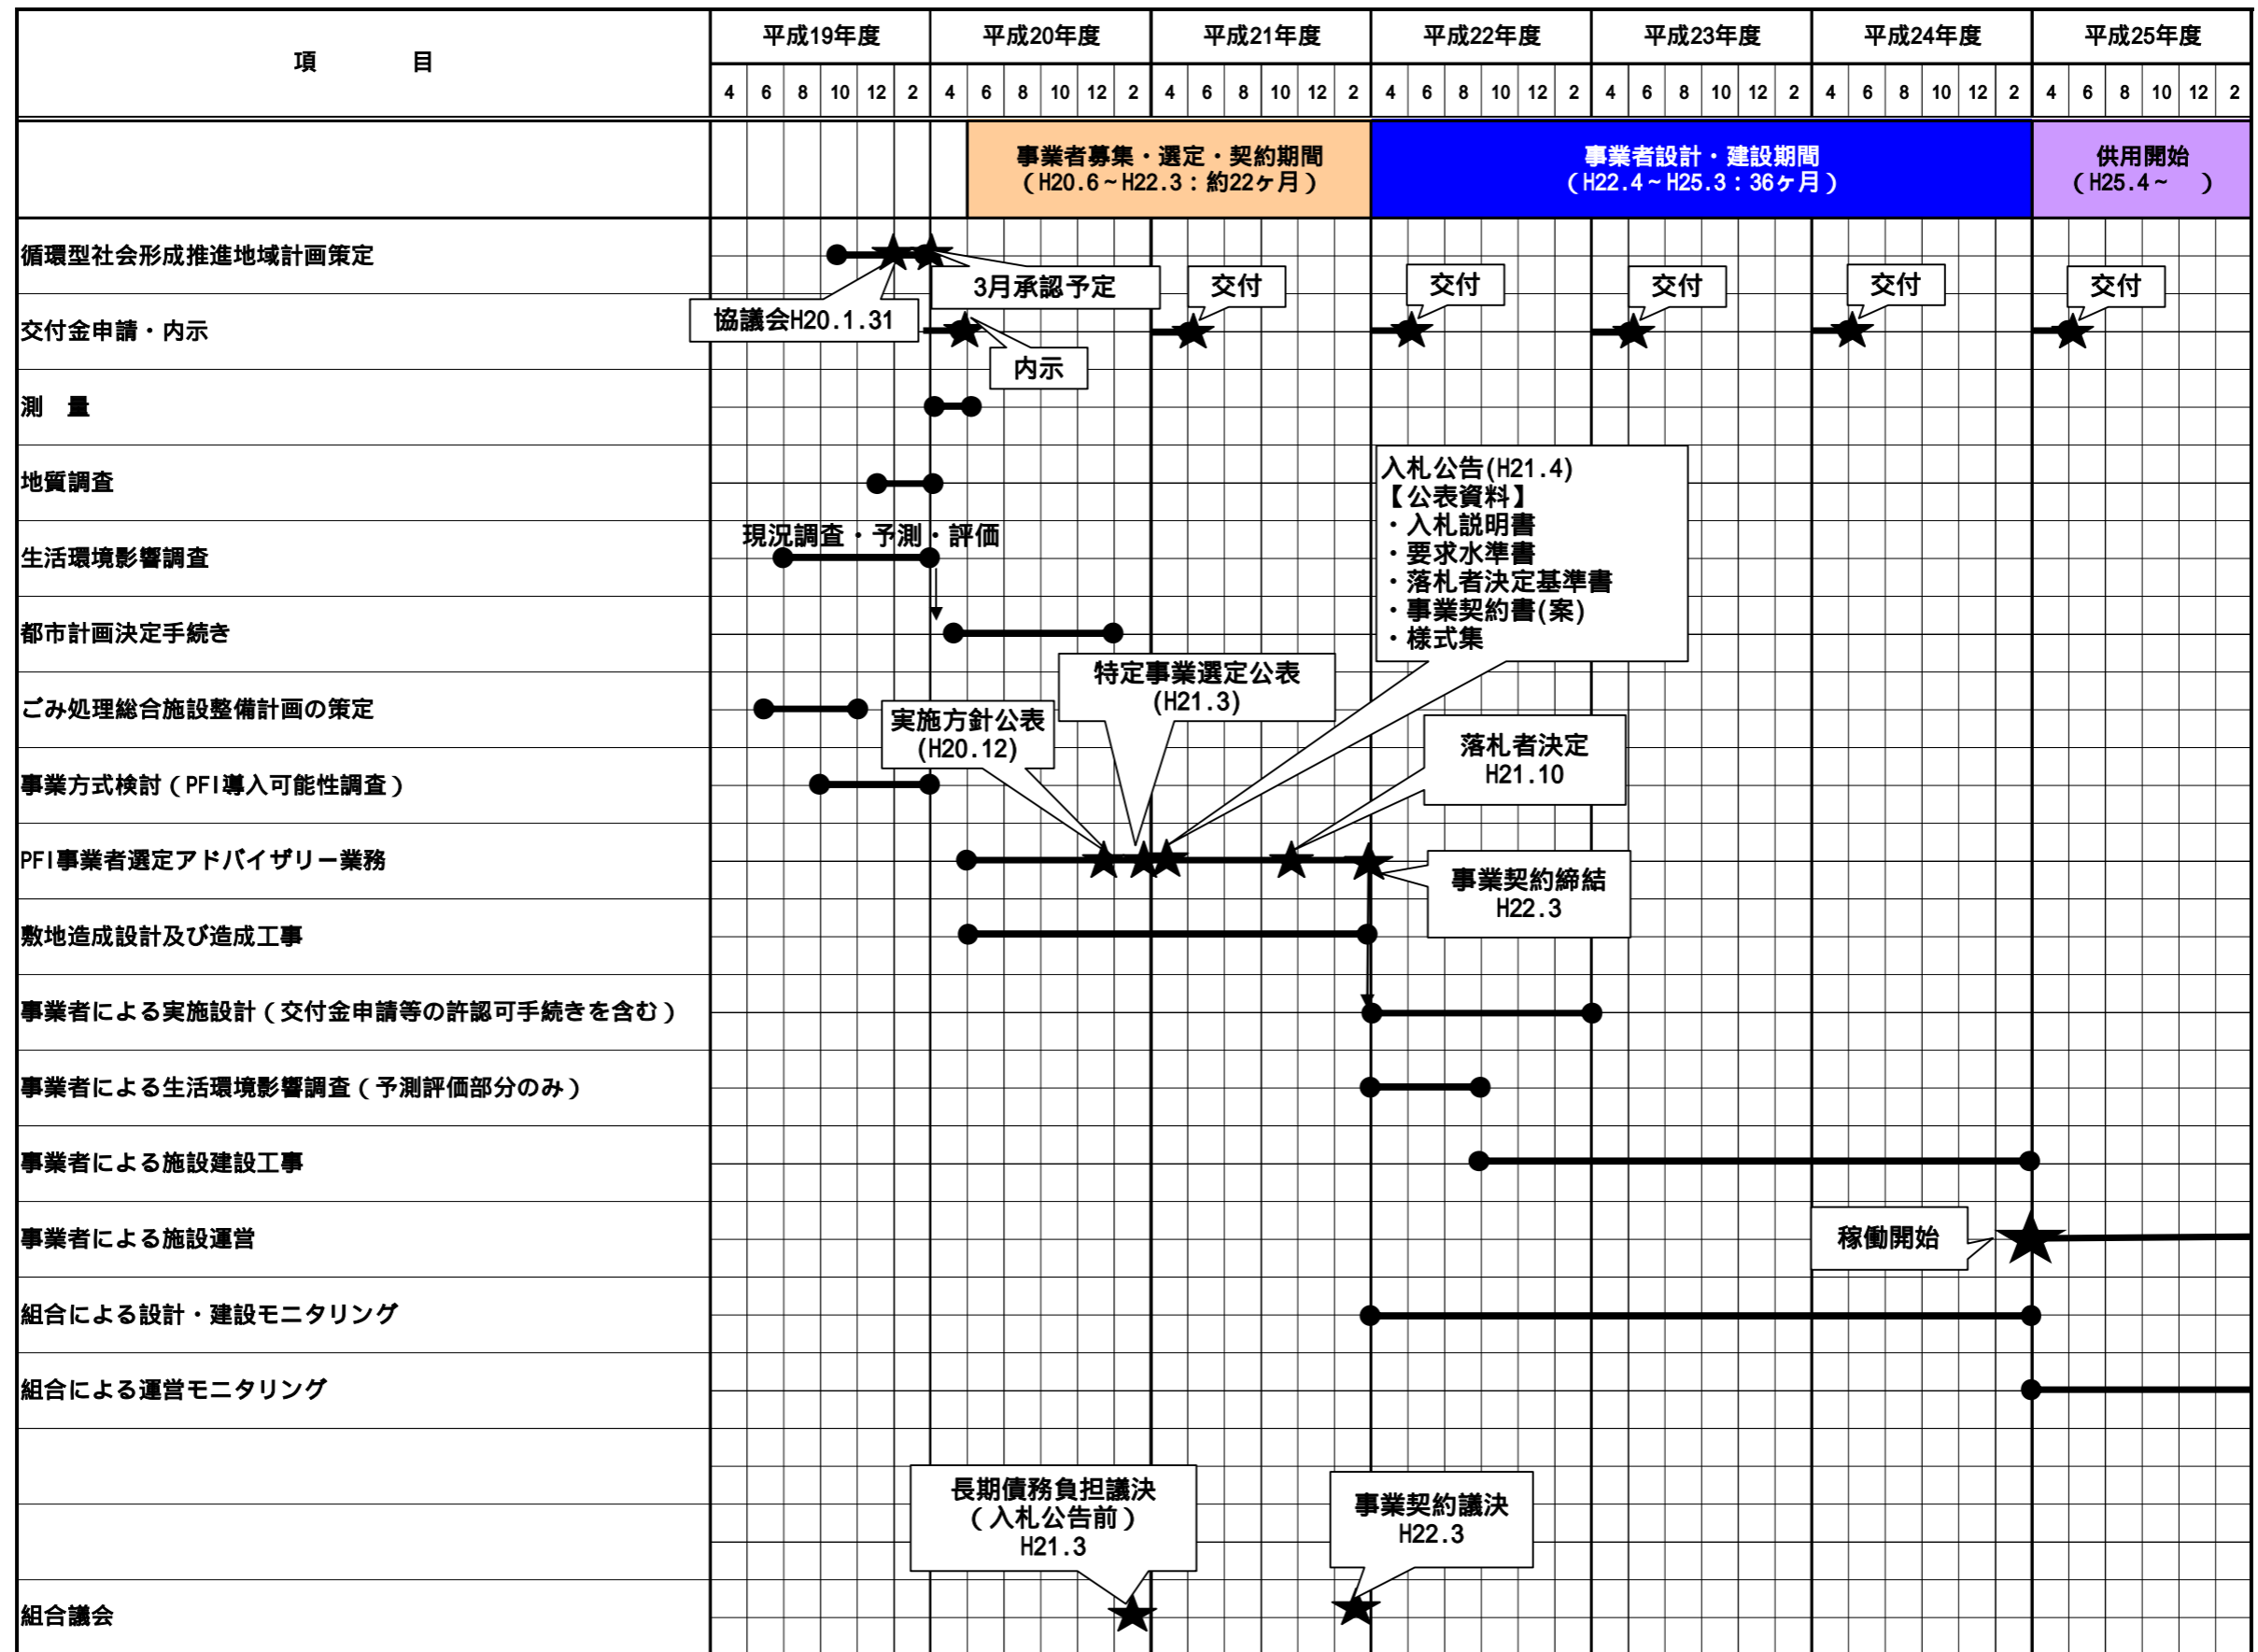 項　目
平成19年度 平成20年度 平成21年度 平成22年度 平成23年度 平成24年度 平成25年度
4 6 8 10 12 2 4 6 8 10 12 2 4 6 8 10 12 2 4 6 8 10 12 2 4 6 8 10 12 2 4 6 8 10 12 2 4 6 8 10 12 2
事業者募集・選定・契約期間
（H20.6～H22.3：約22ヶ月）
事業者設計・建設期間
（H22.4～H25.3：36ヶ月）
供用開始
（H25.4～　）
循環型社会形成推進地域計画策定
3月承認予定
協議会H20.1.31
交付金申請・内示
内示
交付
交付
交付
交付
交付
測　量
地質調査
生活環境影響調査
現況調査・予測・評価
都市計画決定手続き
入札公告(H21.4)
【公表資料】
・入札説明書
・要求水準書
・落札者決定基準書
・事業契約書(案)
・様式集
特定事業選定公表
(H21.3)
ごみ処理総合施設整備計画の策定
実施方針公表
(H20.12)
落札者決定
H21.10
事業方式検討（PFI導入可能性調査）
PFI事業者選定アドバイザリー業務
事業契約締結
H22.3
敷地造成設計及び造成工事
事業者による実施設計（交付金申請等の許認可手続きを含む）
事業者による生活環境影響調査（予測評価部分のみ）
事業者による施設建設工事
事業者による施設運営
稼働開始
組合による設計・建設モニタリング
組合による運営モニタリング
長期債務負担議決
（入札公告前）
H21.3
事業契約議決
H22.3
組合議会